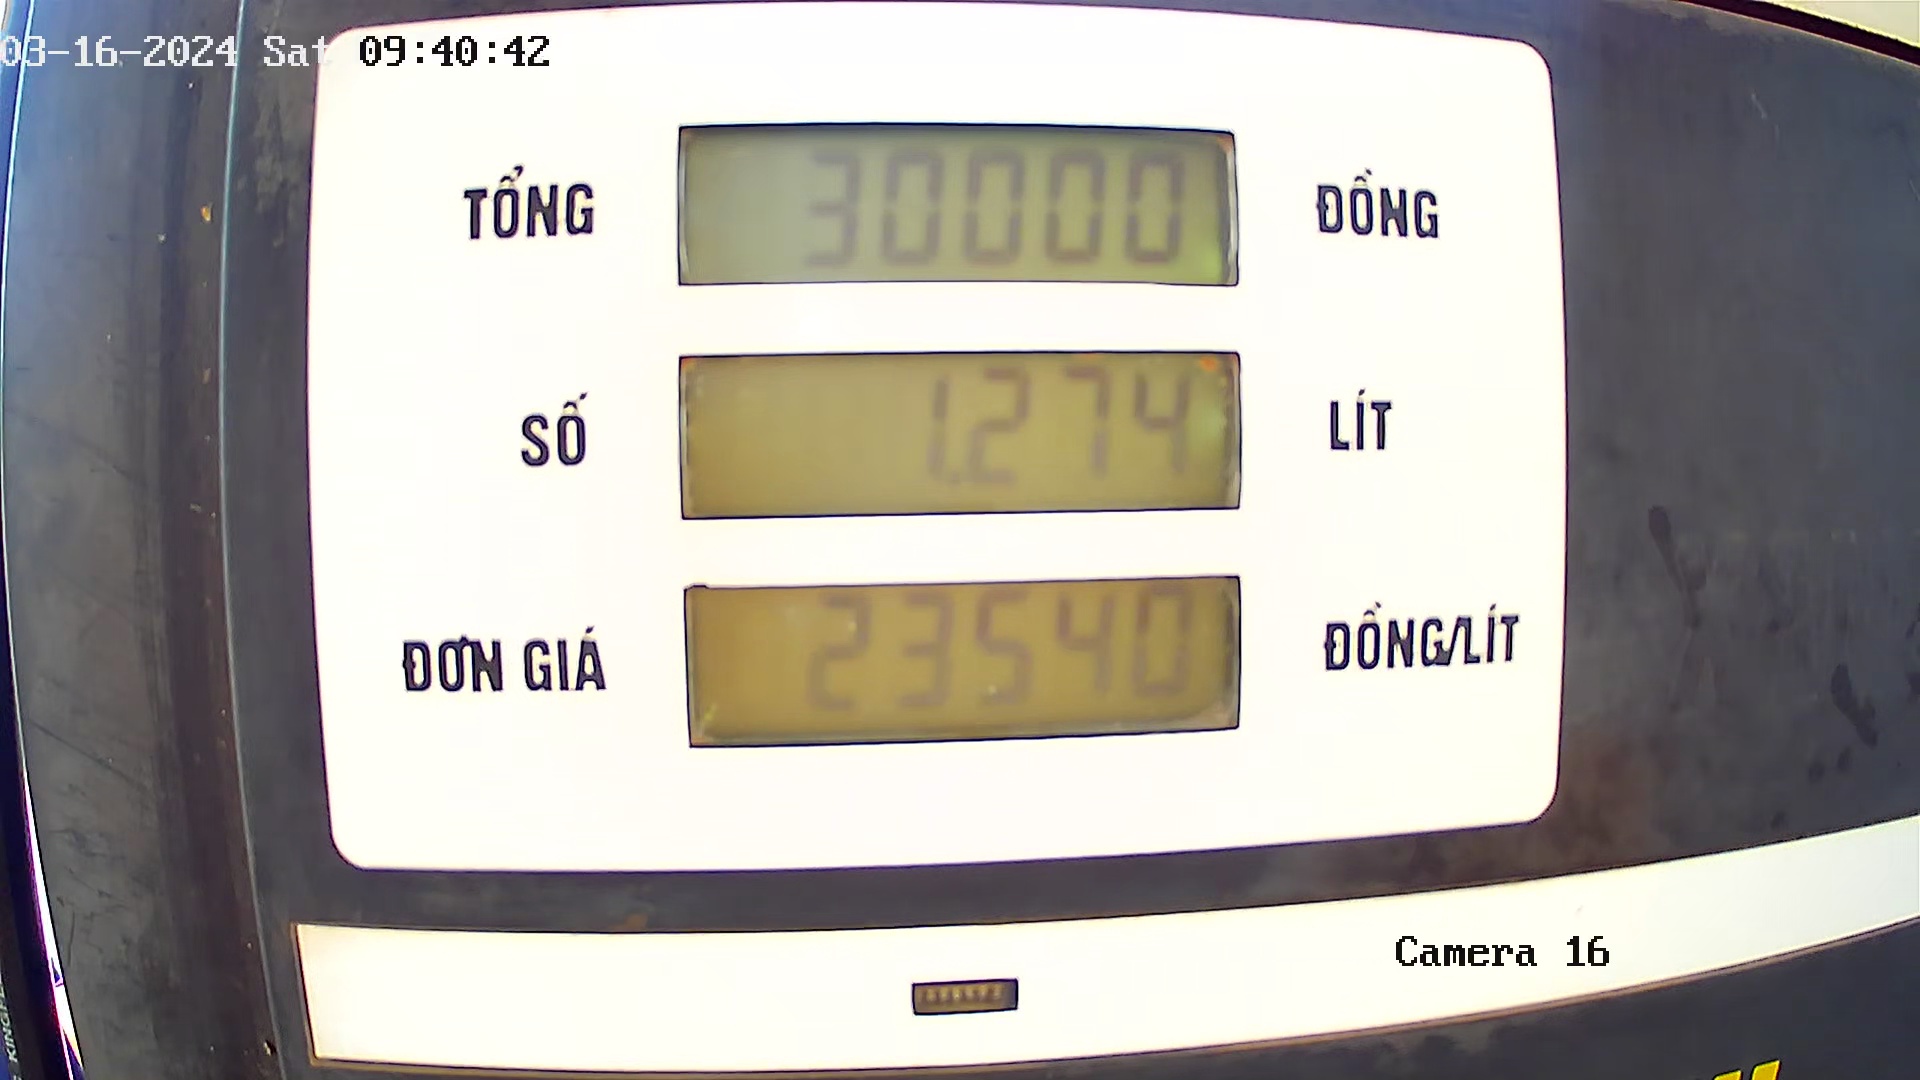 03-16-2024 Sat 09:40:42
TỔNG 30000 ĐỒNG
SỐ 1.274 LÍT
ĐƠN GIÁ 23540 ĐỒNG/LÍT
Camera 16